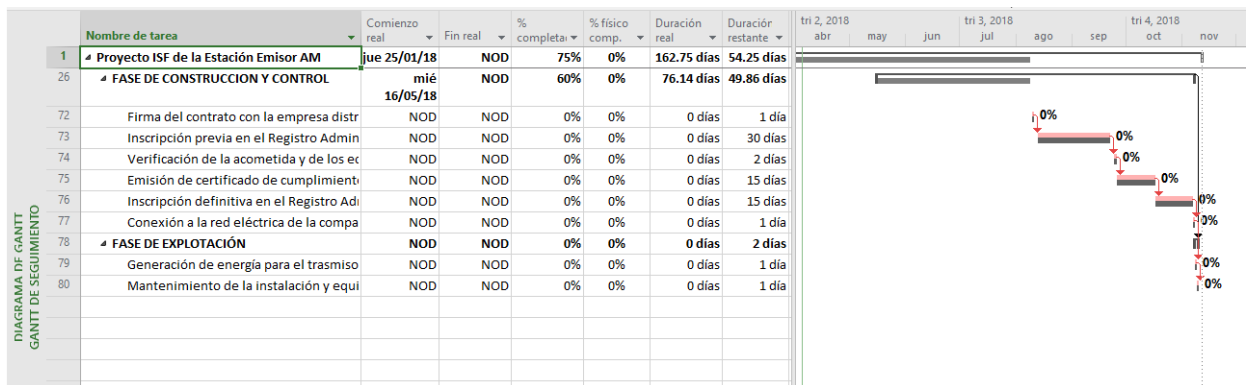 Nombre de tarea Comienzo real Fin real % completac % físico comp. Duración real Duración restante
tri 2, 2018 tri 3, 2018 tri 4, 2018
abr may jun jul ago sep oct nov
1 Proyecto ISF de la Estación Emisor AM jue 25/01/18 NOD 75% 0% 162.75 días 54.25 días
26 FASE DE CONSTRUCCION Y CONTROL mié 16/05/18 NOD 60% 0% 76.14 días 49.86 días
72 Firma del contrato con la empresa distr NOD NOD 0% 0% 0 días 1 día 0%
73 Inscripción previa en el Registro Admin NOD NOD 0% 0% 0 días 30 días 0%
74 Verificación de la acometida y de los NOD NOD 0% 0% 0 días 2 días 0%
75 Emisión de certificado de cumplimient NOD NOD 0% 0% 0 días 15 días 0%
76 Inscripción definitiva en el Registro Adı NOD NOD 0% 0% 0 días 15 días 0%
77 Conexión a la red eléctrica de la compa NOD NOD 0% 0% 0 días 1 día 0%
78 FASE DE EXPLOTACIÓN NOD NOD 0% 0% 0 días 2 días
79 Generación de energía para el trasmiso NOD NOD 0% 0% 0 días 1 día 0%
80 Mantenimiento de la instalación y equi NOD NOD 0% 0% 0 días 1 día 0%
DIAGRAMA DE GANTT
GANTT DE SEGUIMIENTO